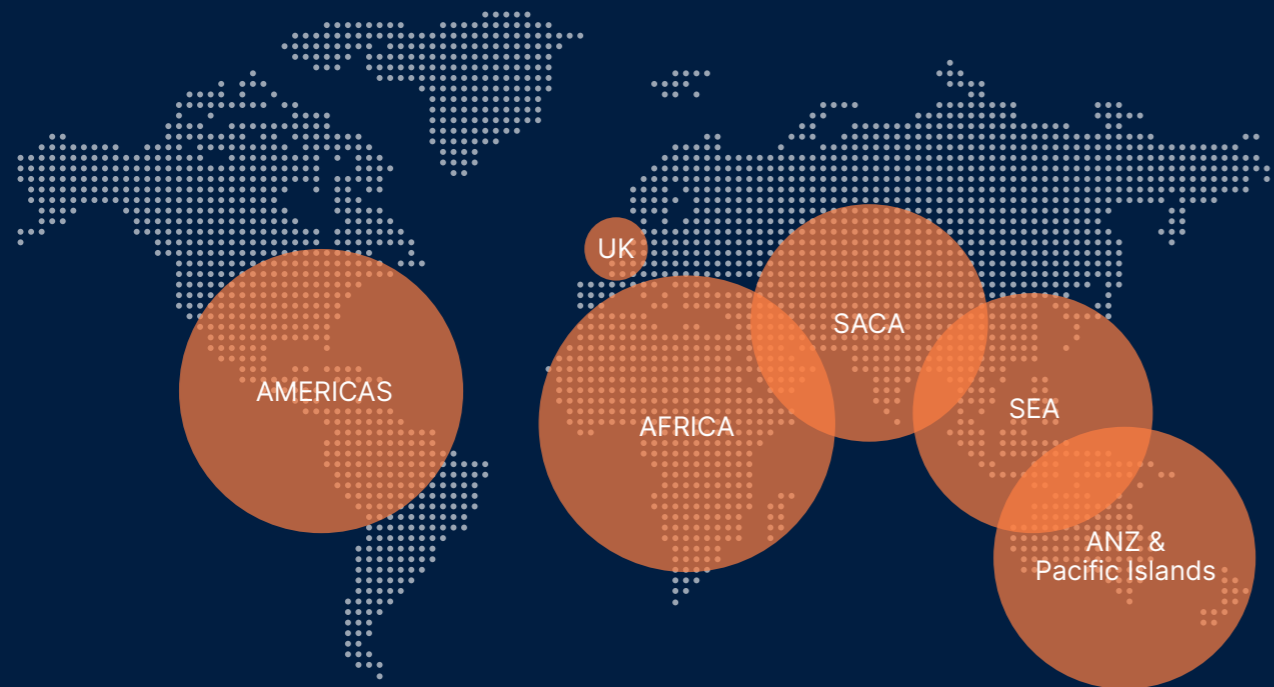 UK
SACA
AMERICAS
AFRICA
SEA
ANZ &
Pacific Islands